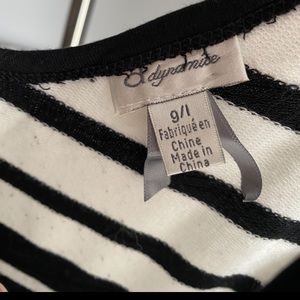 dynamite
9/l
Fabriqué en
Chine
Made in
China